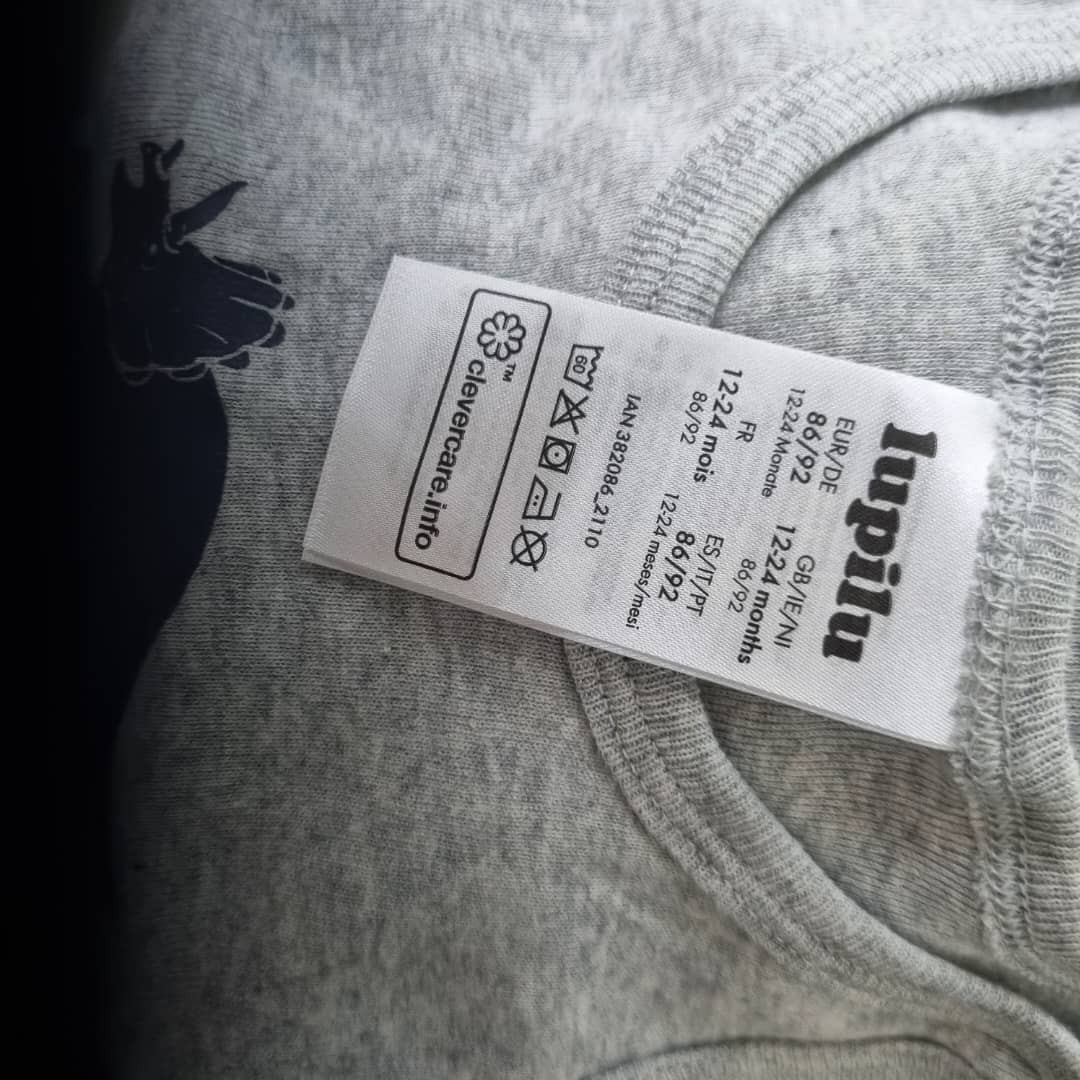 lupilu
EUR/DE
86/92
12-24 Monate
GB/IE/NI
12-24 months
86/92
FR
12-24 mois
86/92
ES/IT/PT
86/92
12-24 meses/mesi
IAN 382086_2110
60
clevercare.info™